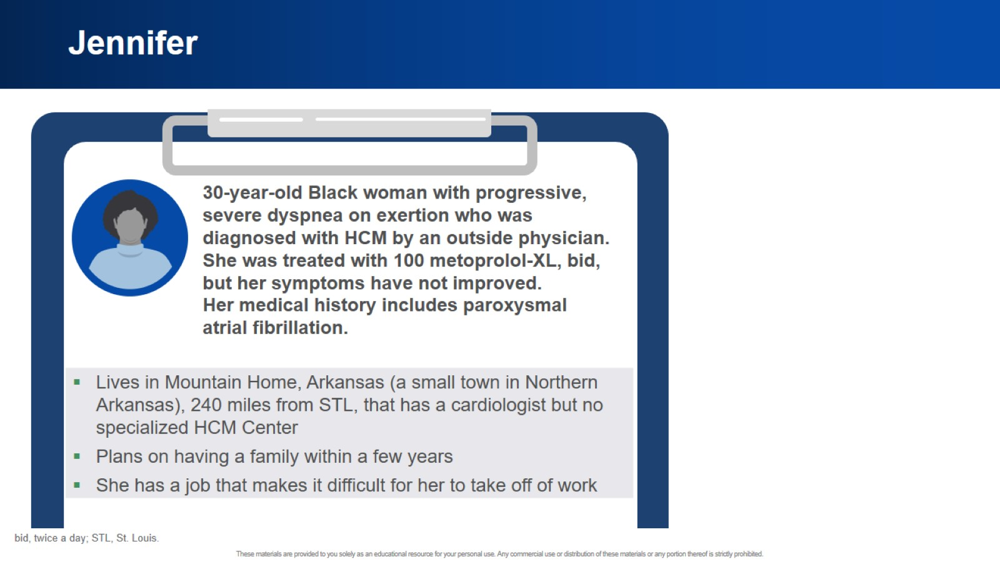 Jennifer
30-year-old Black woman with progressive,
severe dyspnea on exertion who was
diagnosed with HCM by an outside physician.
She was treated with 100 metoprolol-XL, bid,
but her symptoms have not improved.
Her medical history includes paroxysmal
atrial fibrillation.
▪ Lives in Mountain Home, Arkansas (a small town in Northern
Arkansas), 240 miles from STL, that has a cardiologist but no
specialized HCM Center
▪ Plans on having a family within a few years
▪ She has a job that makes it difficult for her to take off of work
bid, twice a day; STL, St. Louis.
These materials are provided to you solely as an educational resource for your personal use. Any commercial use or distribution of these materials or any portion thereof is strictly prohibited.